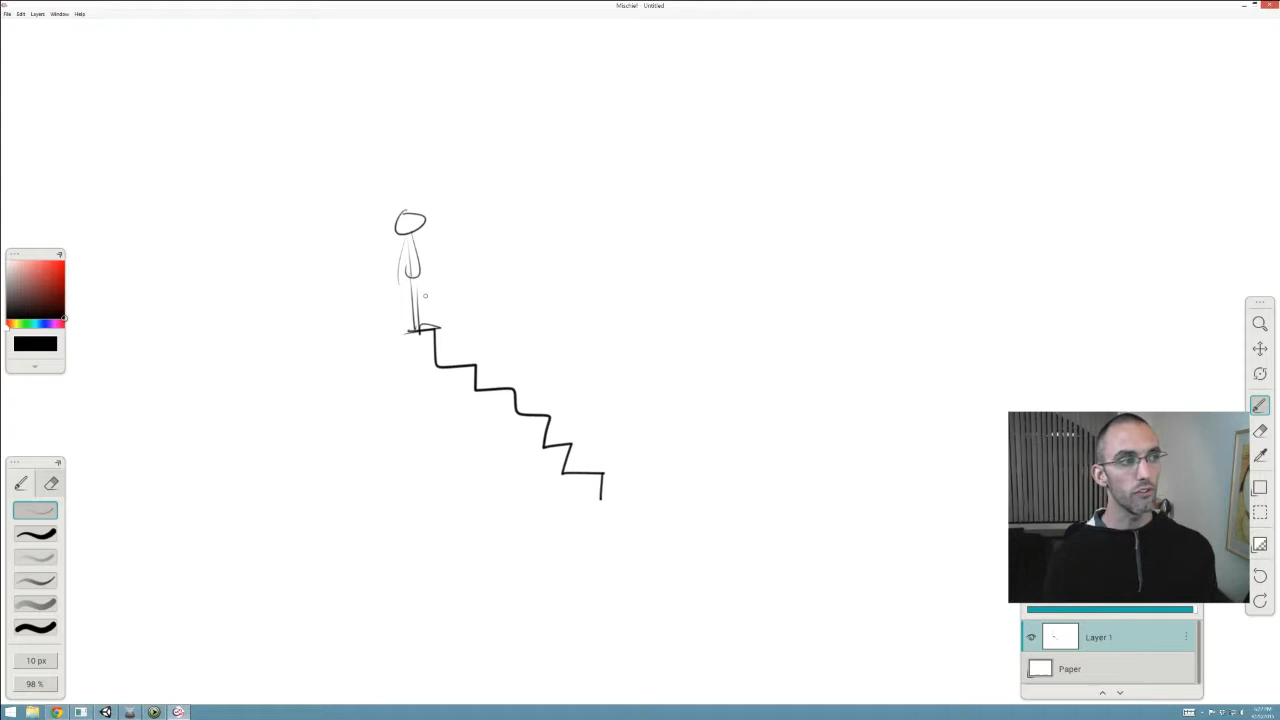 Mischief - Untitled
File Edit Layers Window Help
10 px
98 %
Layer 1
Paper